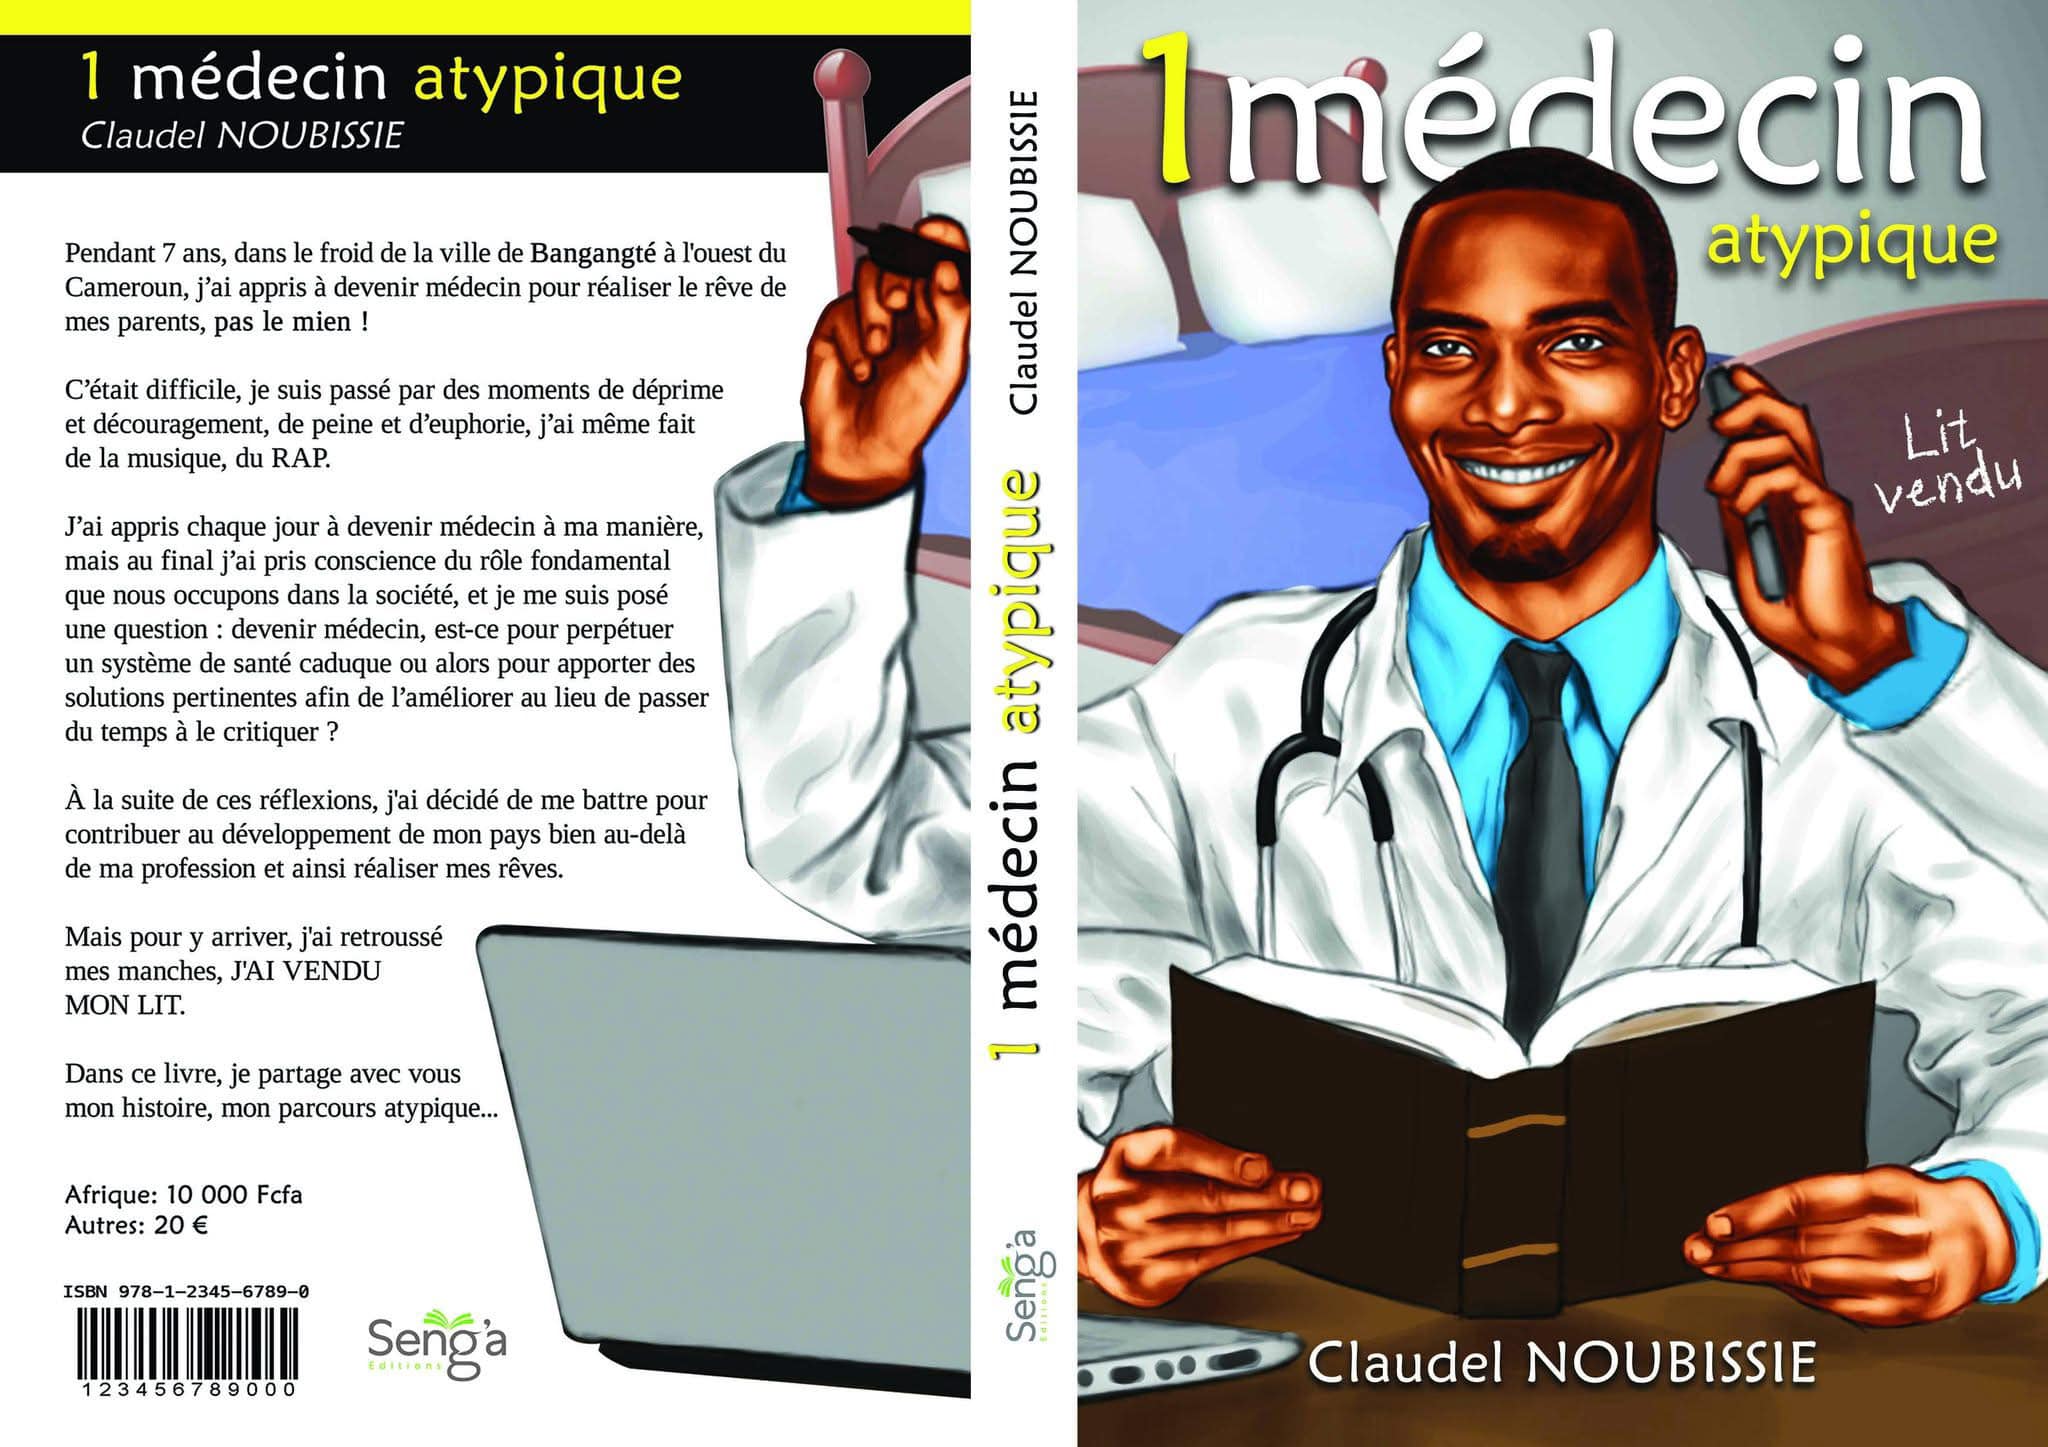 1 médecin atypique
Claudel NOUBISSIE
Pendant 7 ans, dans le froid de la ville de Bangangté à l'ouest du
Cameroun, j’ai appris à devenir médecin pour réaliser le rêve de
mes parents, pas le mien !
C’était difficile, je suis passé par des moments de déprime
et découragement, de peine et d’euphorie, j’ai même fait
de la musique, du RAP.
J’ai appris chaque jour à devenir médecin à ma manière,
mais au final j’ai pris conscience du rôle fondamental
que nous occupons dans la société, et je me suis posé
une question : devenir médecin, est-ce pour perpétuer
un système de santé caduque ou alors pour apporter des
solutions pertinentes afin de l’améliorer au lieu de passer
du temps à le critiquer ?
À la suite de ces réflexions, j'ai décidé de me battre pour
contribuer au développement de mon pays bien au-delà
de ma profession et ainsi réaliser mes rêves.
Mais pour y arriver, j'ai retroussé
mes manches, J'AI VENDU
MON LIT.
Dans ce livre, je partage avec vous
mon histoire, mon parcours atypique...
Afrique: 10 000 Fcfa
Autres: 20 €
ISBN 978-1-2345-6789-0
123456789000
Seng'a
Editions
1 médecin atypique Claudel NOUBISSIE
Seng'a
Editions
1médecin
atypique
Lit
vendu
Claudel NOUBISSIE